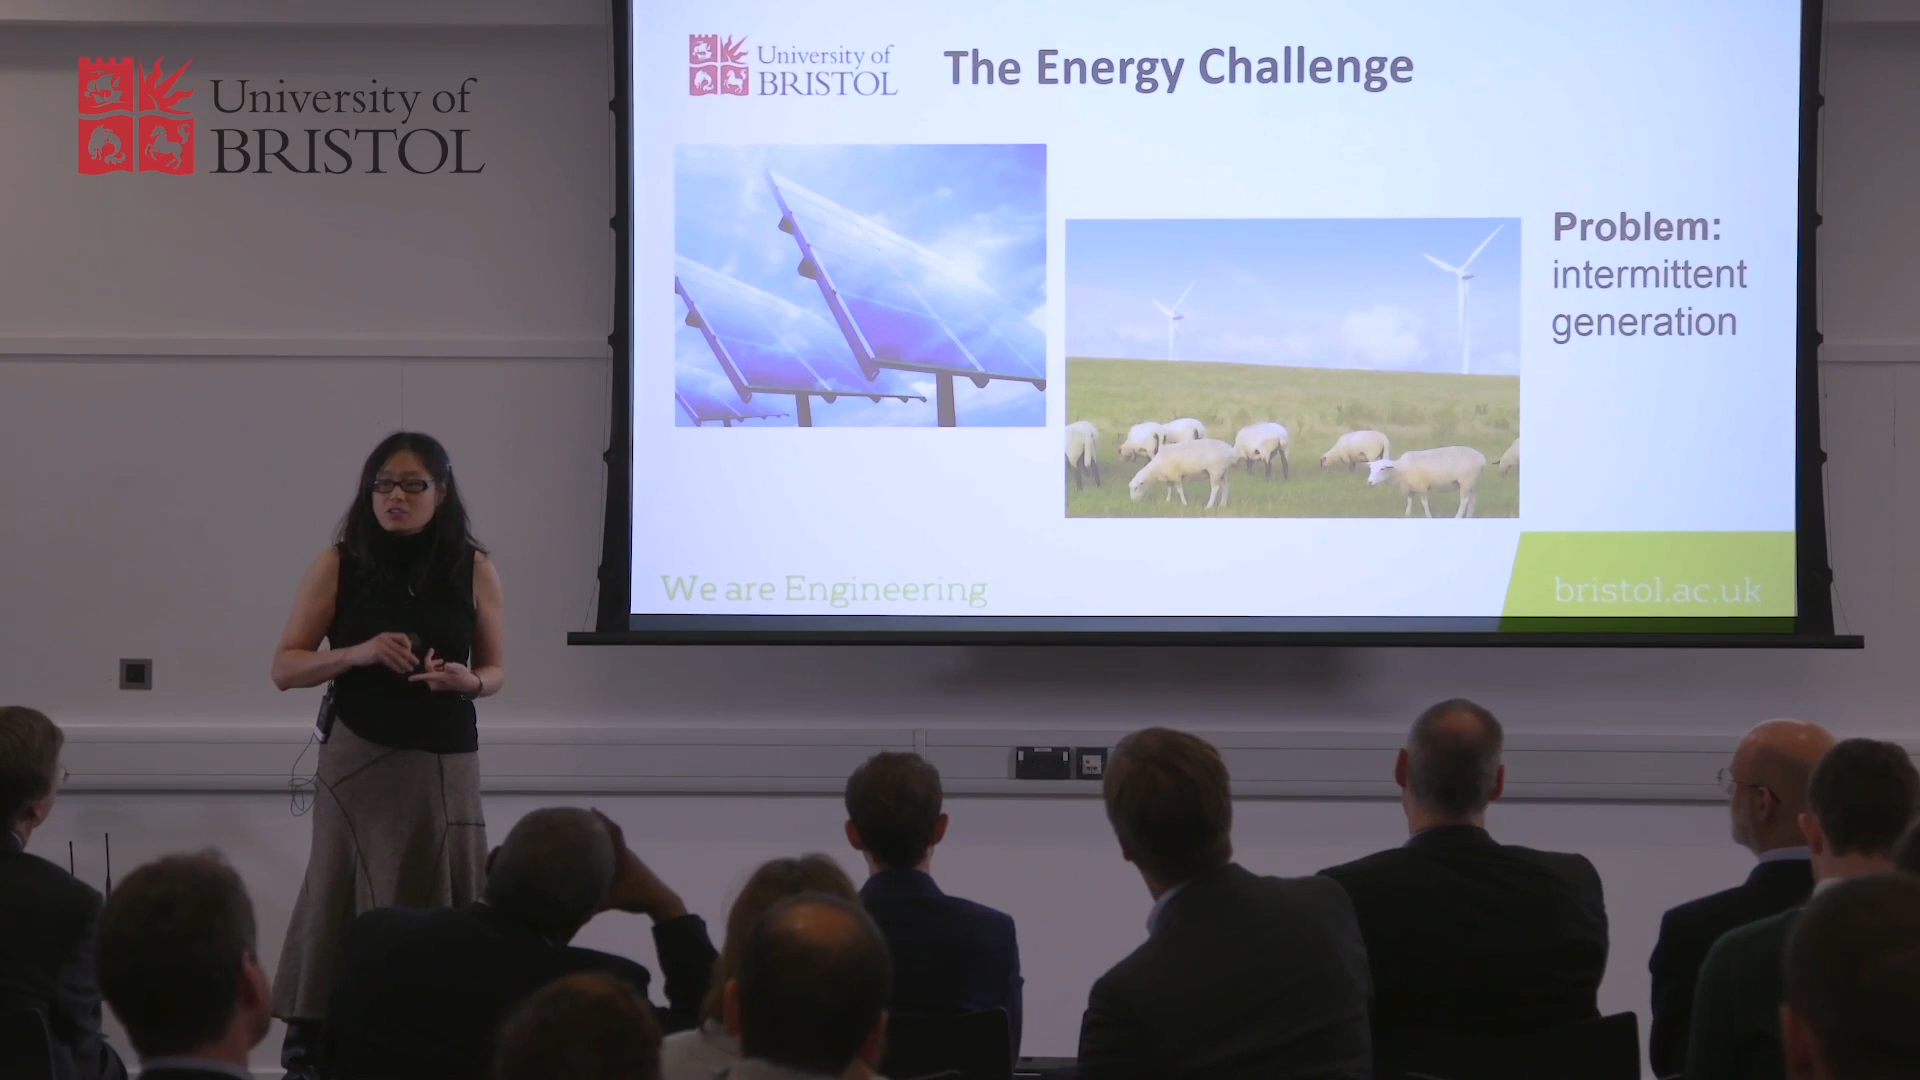 University of
BRISTOL
University of
BRISTOL
The Energy Challenge
Problem:
intermittent
generation
We are Engineering
bristol.ac.uk